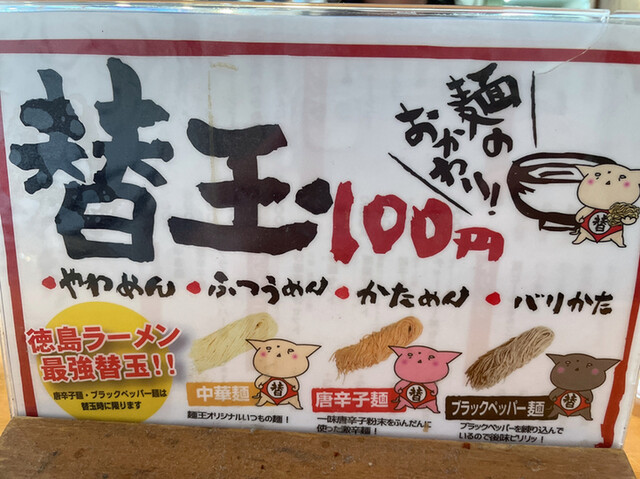 替玉100円
麺の
おかわり!
・やわめん ・ふつうめん ・かためん ・バリかた
徳島ラーメン
最強替玉!!
唐辛子麺・ブラックペッパー麺は
替玉時に限ります
替
中華麺
麺王オリジナルいつもの麺!
替
唐辛子麺
一味唐辛子粉末をふんだんに
使った激辛麺!
替
ブラックペッパー麺
ブラックペッパーを練り込んで
いるので後味ピリッ!
替